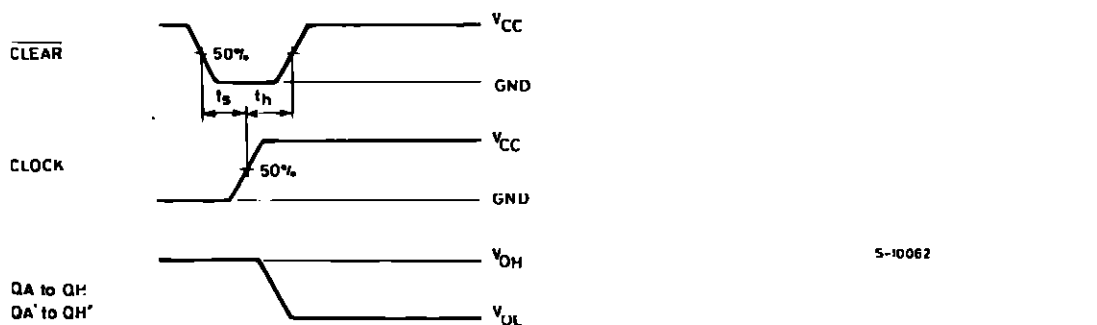 CLEAR
50%
VCC
GND
ts
th
CLOCK
50%
VCC
GND
QA to QH
QA' to QH'
VOH
VOL
S-10062